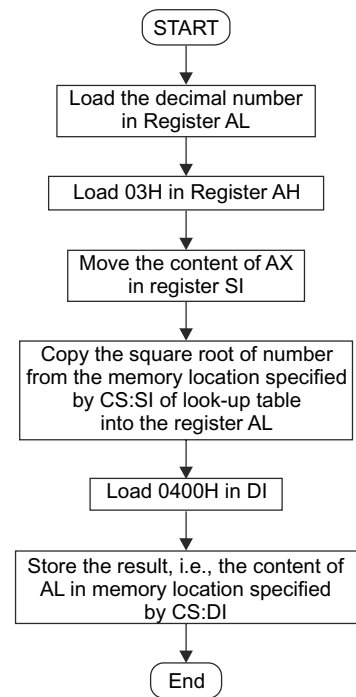 START
Load the decimal number
in Register AL
Load 03H in Register AH
Move the content of AX
in register SI
Copy the square root of number
from the memory location specified
by CS:SI of look-up table
into the register AL
Load 0400H in DI
Store the result, i.e., the content
of AL in memory location specified
by CS:DI
End